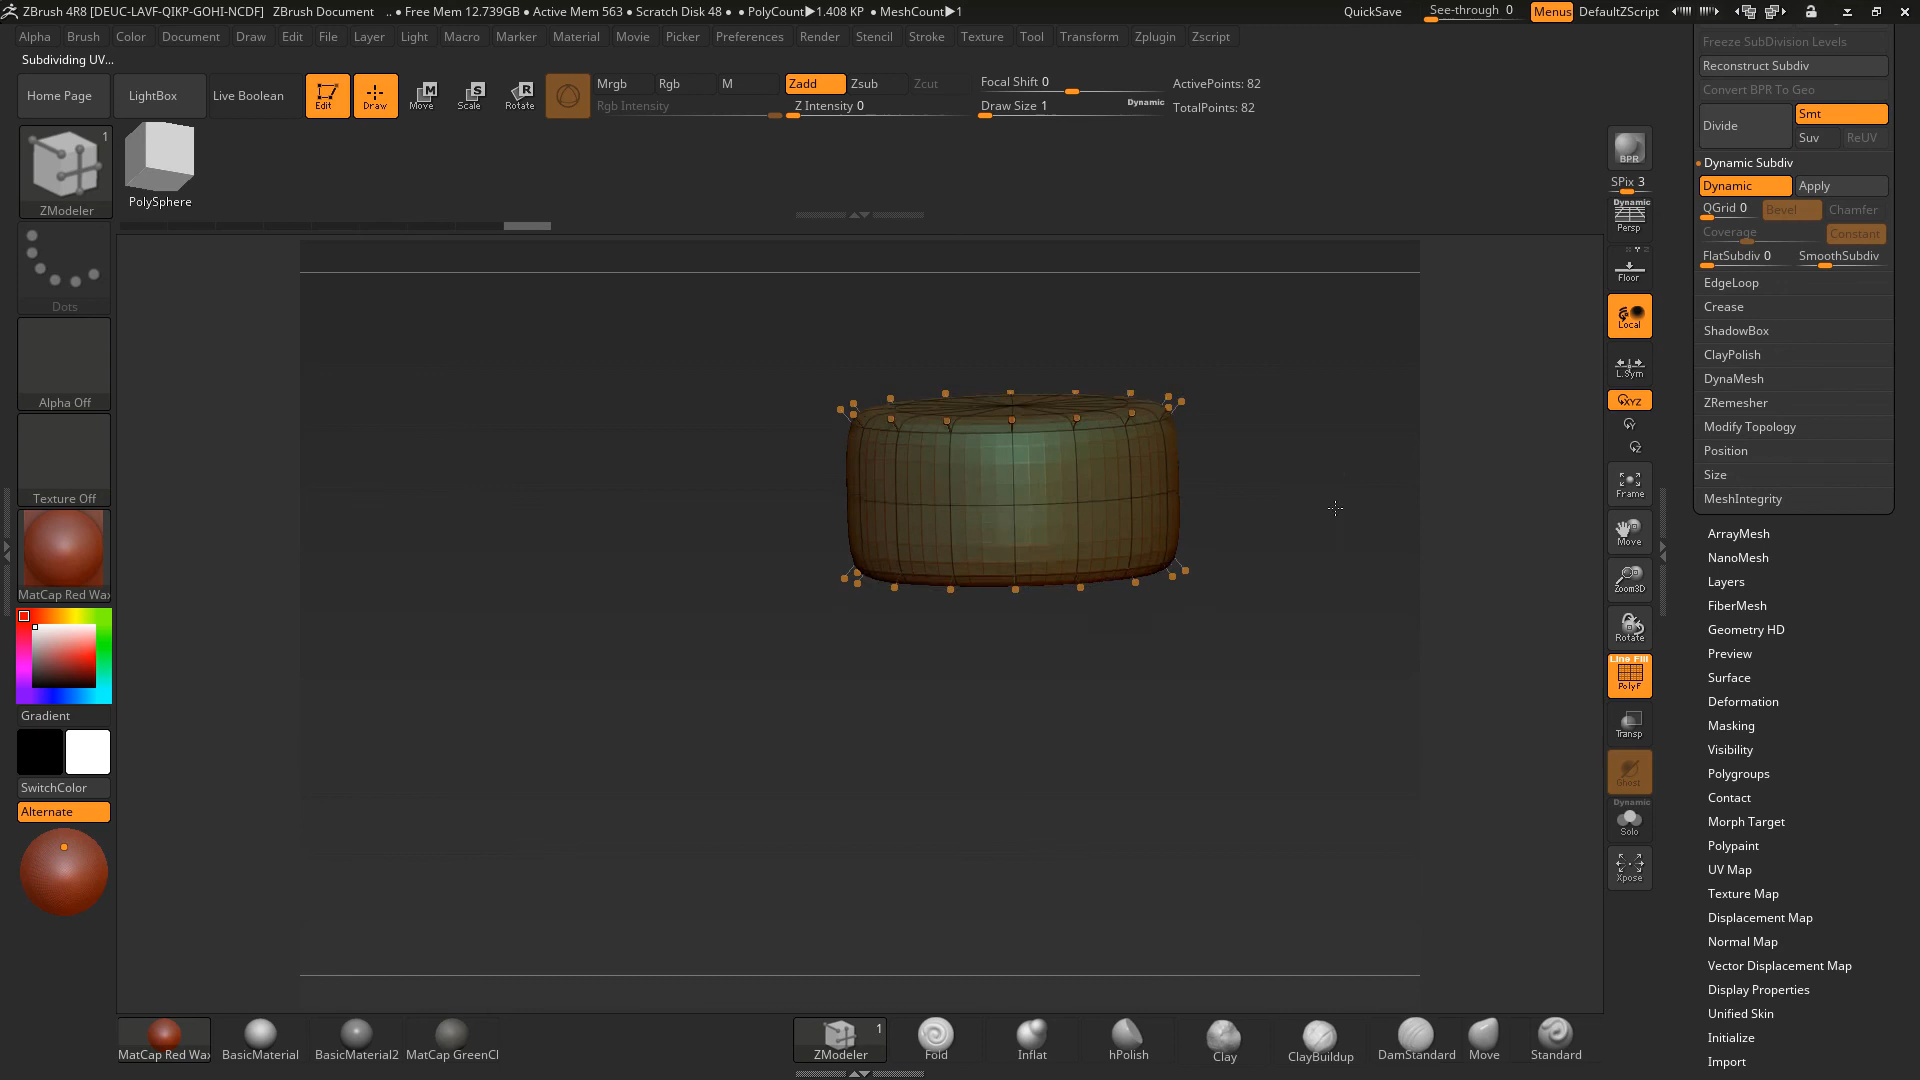 ZBrush 4R8 [DEUC-LAVF-QIKP-GOHI-NCDF] ZBrush Document .. • Free Mem 12.739GB • Active Mem 563 • Scratch Disk 48 • PolyCount▶1.408 KP • MeshCount▶1 QuickSave See-through 0 Menus DefaultZScript
Alpha Brush Color Document Draw Edit File Layer Light Macro Marker Material Movie Picker Preferences Render Stencil Stroke Texture Tool Transform Zplugin Zscript
Subdividing UV...
Home Page LightBox Live Boolean Edit Draw Move Scale Rotate
Mrgb Rgb M Zadd Zsub Zcut Focal Shift 0 ActivePoints: 82
Rgb Intensity Z Intensity 0 Draw Size 1 Dynamic TotalPoints: 82
1
ZModeler
PolySphere
Dots
Alpha Off
Texture Off
MatCap Red Wax
Gradient
SwitchColor
Alternate
BPR
SPix 3
Dynamic
Persp
Floor
Local
L.Sym
XYZ
Y
Z
Frame
Move
Zoom3D
Rotate
Line Fill
PolyF
Transp
Ghost
Dynamic
Solo
Xpose
Freeze SubDivision Levels
Reconstruct Subdiv
Convert BPR To Geo
Divide Smt
Suv ReUV
Dynamic Subdiv
Dynamic Apply
QGrid 0 Bevel Chamfer
Coverage Constant
FlatSubdiv 0 SmoothSubdiv
EdgeLoop
Crease
ShadowBox
ClayPolish
DynaMesh
ZRemesher
Modify Topology
Position
Size
MeshIntegrity
ArrayMesh
NanoMesh
Layers
FiberMesh
Geometry HD
Preview
Surface
Deformation
Masking
Visibility
Polygroups
Contact
Morph Target
Polypaint
UV Map
Texture Map
Displacement Map
Normal Map
Vector Displacement Map
Display Properties
Unified Skin
Initialize
Import
MatCap Red Wax BasicMaterial BasicMaterial2 MatCap GreenCl 1 ZModeler Fold Inflat hPolish Clay ClayBuildup DamStandard Move Standard